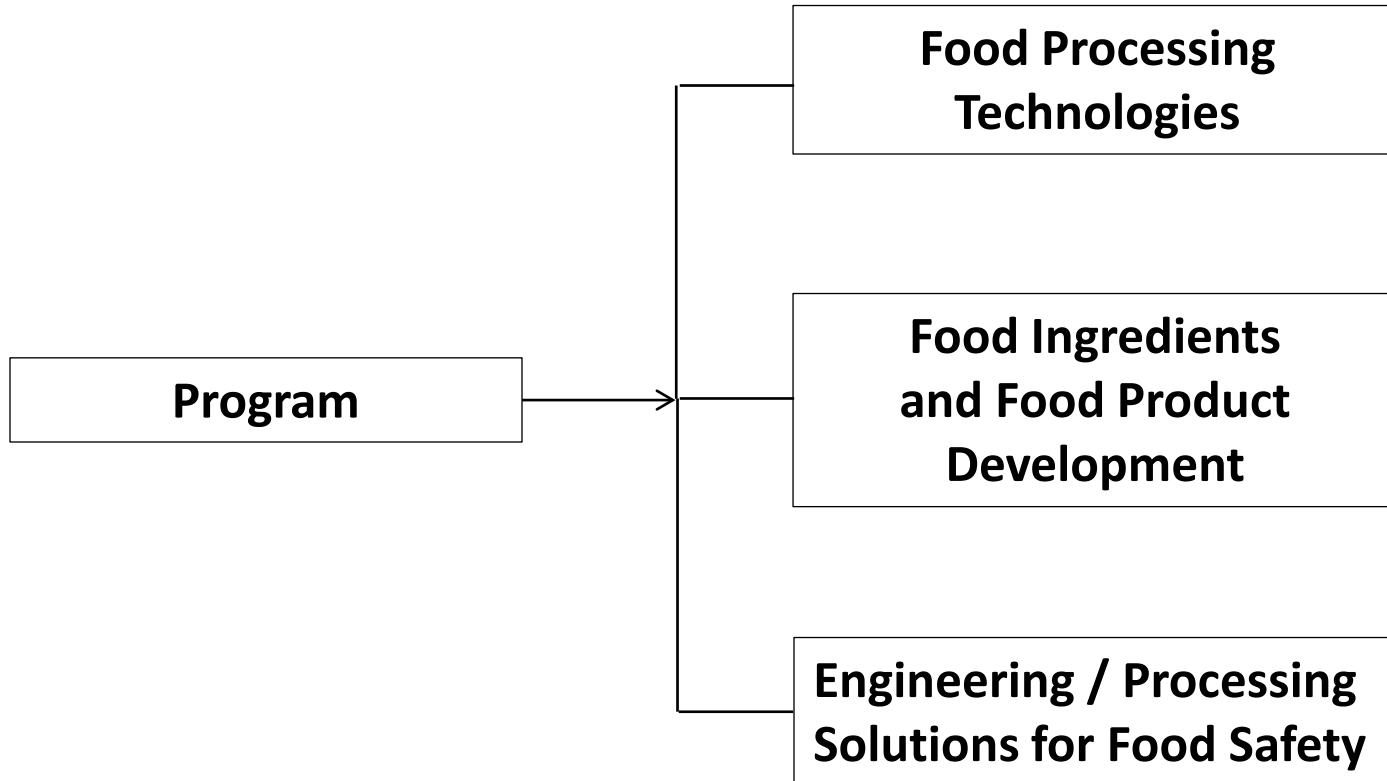 Food Processing
Technologies
Food Ingredients
and Food Product
Development
Program
Engineering / Processing
Solutions for Food Safety